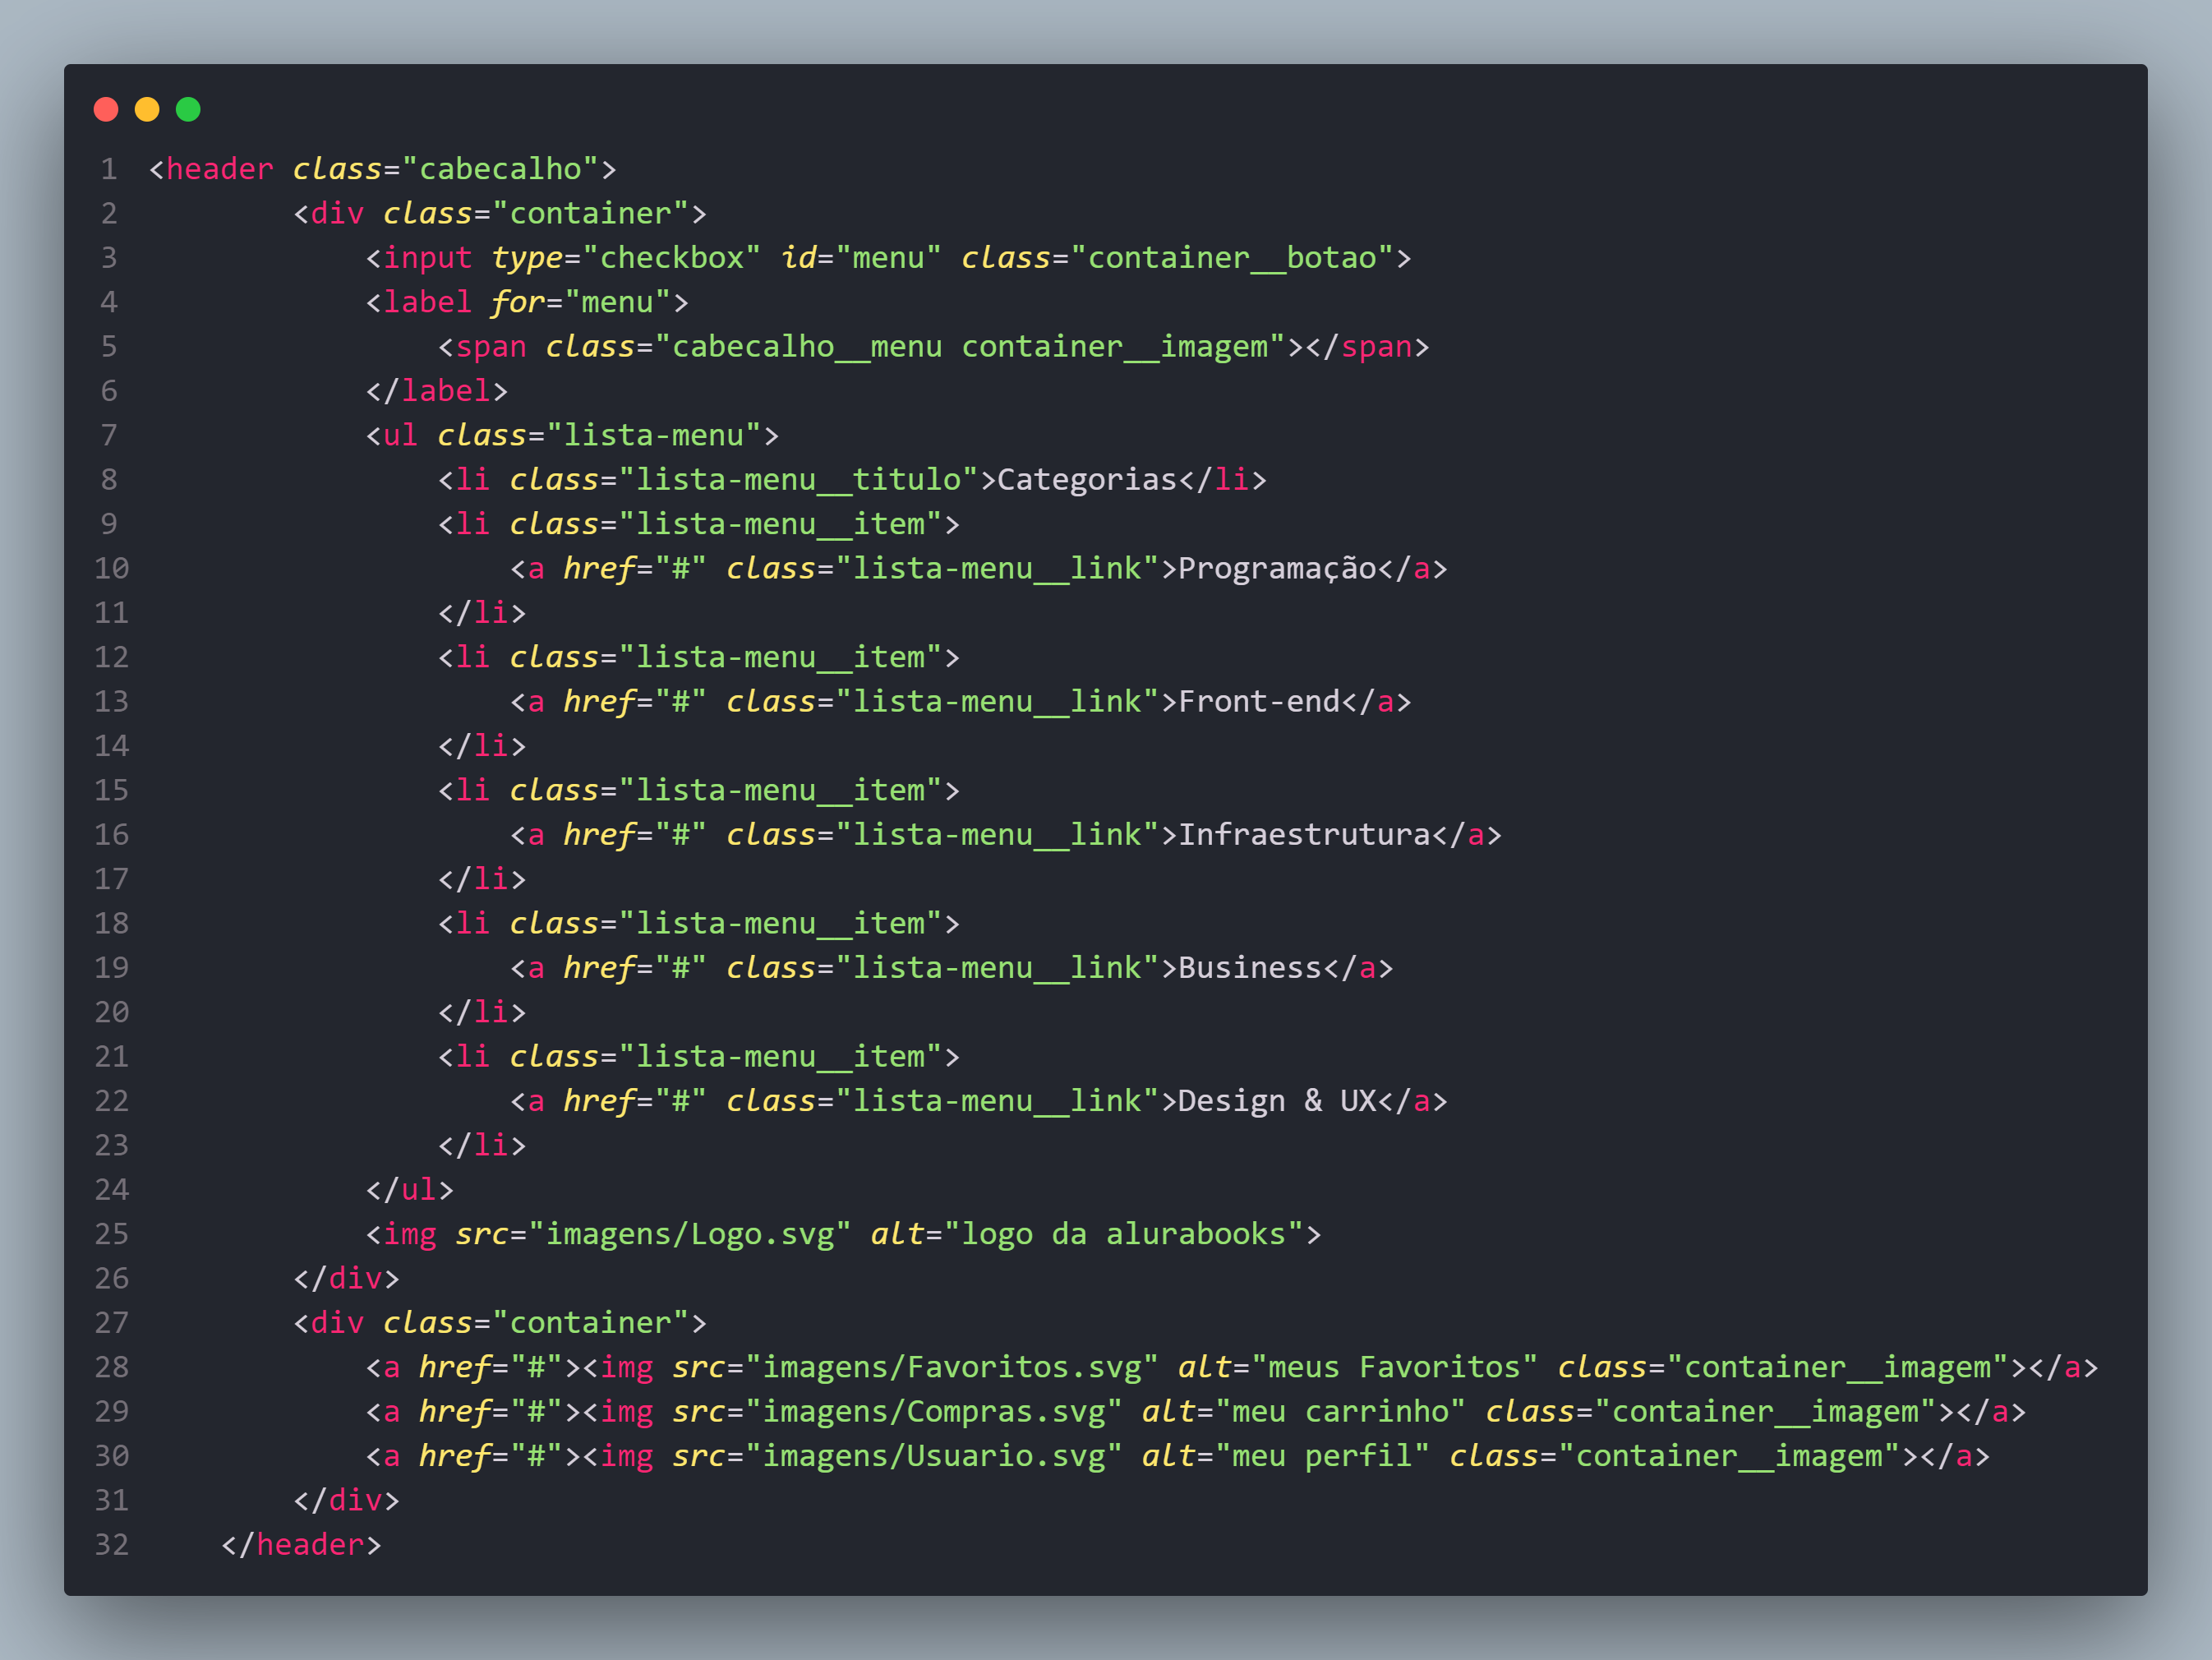 1 <header class="cabecalho">
2         <div class="container">
3             <input type="checkbox" id="menu" class="container__botao">
4             <label for="menu">
5                 <span class="cabecalho__menu container__imagem"></span>
6             </label>
7             <ul class="lista-menu">
8                 <li class="lista-menu__titulo">Categorias</li>
9                 <li class="lista-menu__item">
10                     <a href="#" class="lista-menu__link">Programação</a>
11                 </li>
12                 <li class="lista-menu__item">
13                     <a href="#" class="lista-menu__link">Front-end</a>
14                 </li>
15                 <li class="lista-menu__item">
16                     <a href="#" class="lista-menu__link">Infraestrutura</a>
17                 </li>
18                 <li class="lista-menu__item">
19                     <a href="#" class="lista-menu__link">Business</a>
20                 </li>
21                 <li class="lista-menu__item">
22                     <a href="#" class="lista-menu__link">Design & UX</a>
23                 </li>
24             </ul>
25             <img src="imagens/Logo.svg" alt="logo da alurabooks">
26         </div>
27         <div class="container">
28             <a href="#"><img src="imagens/Favoritos.svg" alt="meus Favoritos" class="container__imagem"></a>
29             <a href="#"><img src="imagens/Compras.svg" alt="meu carrinho" class="container__imagem"></a>
30             <a href="#"><img src="imagens/Usuario.svg" alt="meu perfil" class="container__imagem"></a>
31         </div>
32     </header>